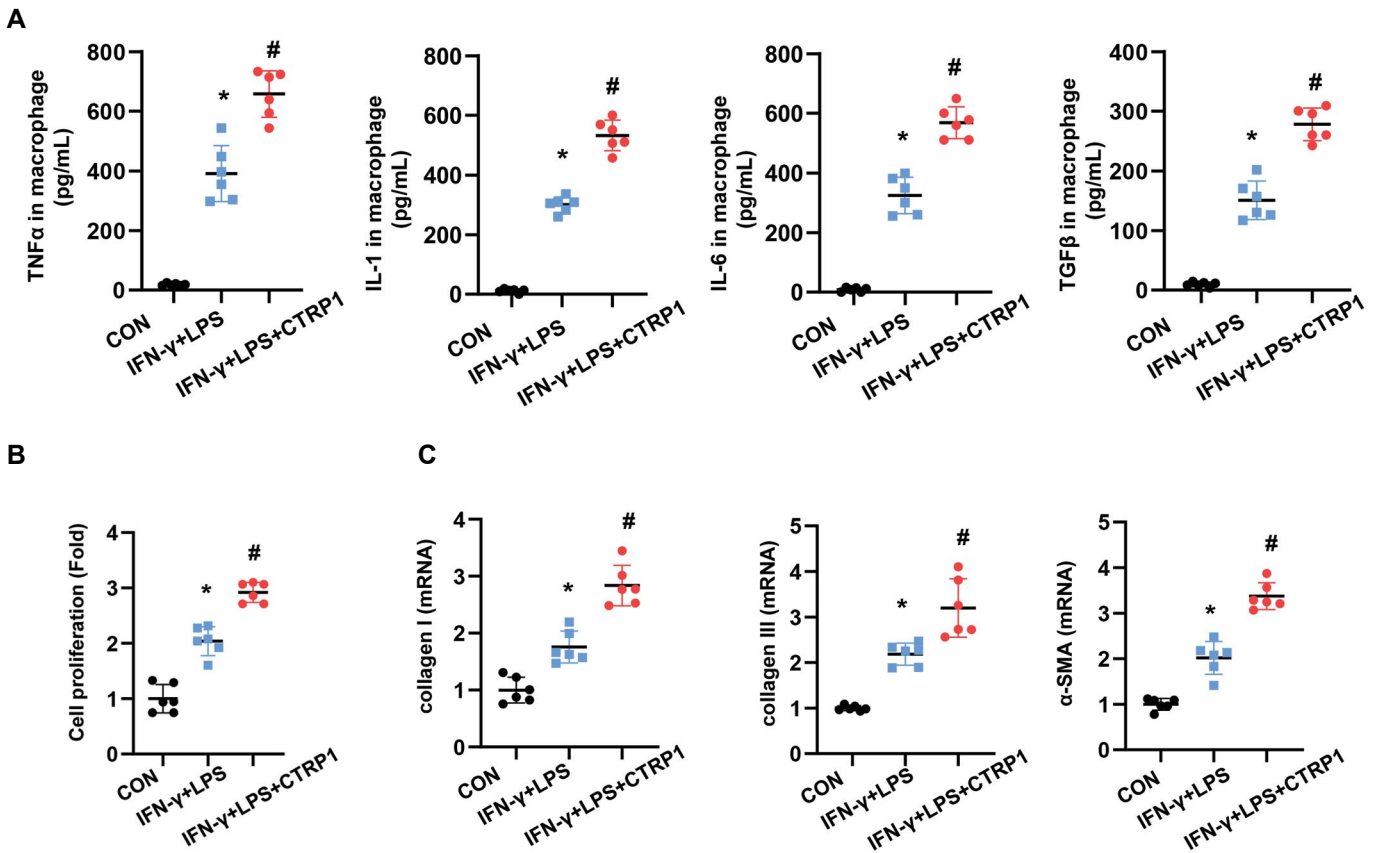 A
TNFα in macrophage
(pg/mL)
800
600
400
200
0
*
#
CON
IFN-γ+LPS
IFN-γ+LPS+CTRP1
IL-1 in macrophage
(pg/mL)
800
600
400
200
0
*
#
CON
IFN-γ+LPS
IFN-γ+LPS+CTRP1
IL-6 in macrophage
(pg/mL)
800
600
400
200
0
*
#
CON
IFN-γ+LPS
IFN-γ+LPS+CTRP1
TGFβ in macrophage
(pg/mL)
400
300
200
100
0
*
#
CON
IFN-γ+LPS
IFN-γ+LPS+CTRP1
B
Cell proliferation (Fold)
4
3
2
1
0
*
#
CON
IFN-γ+LPS
IFN-γ+LPS+CTRP1
C
collagen I (mRNA)
4
3
2
1
0
*
#
CON
IFN-γ+LPS
IFN-γ+LPS+CTRP1
collagen III (mRNA)
5
4
3
2
1
0
*
#
CON
IFN-γ+LPS
IFN-γ+LPS+CTRP1
α-SMA (mRNA)
5
4
3
2
1
0
*
#
CON
IFN-γ+LPS
IFN-γ+LPS+CTRP1